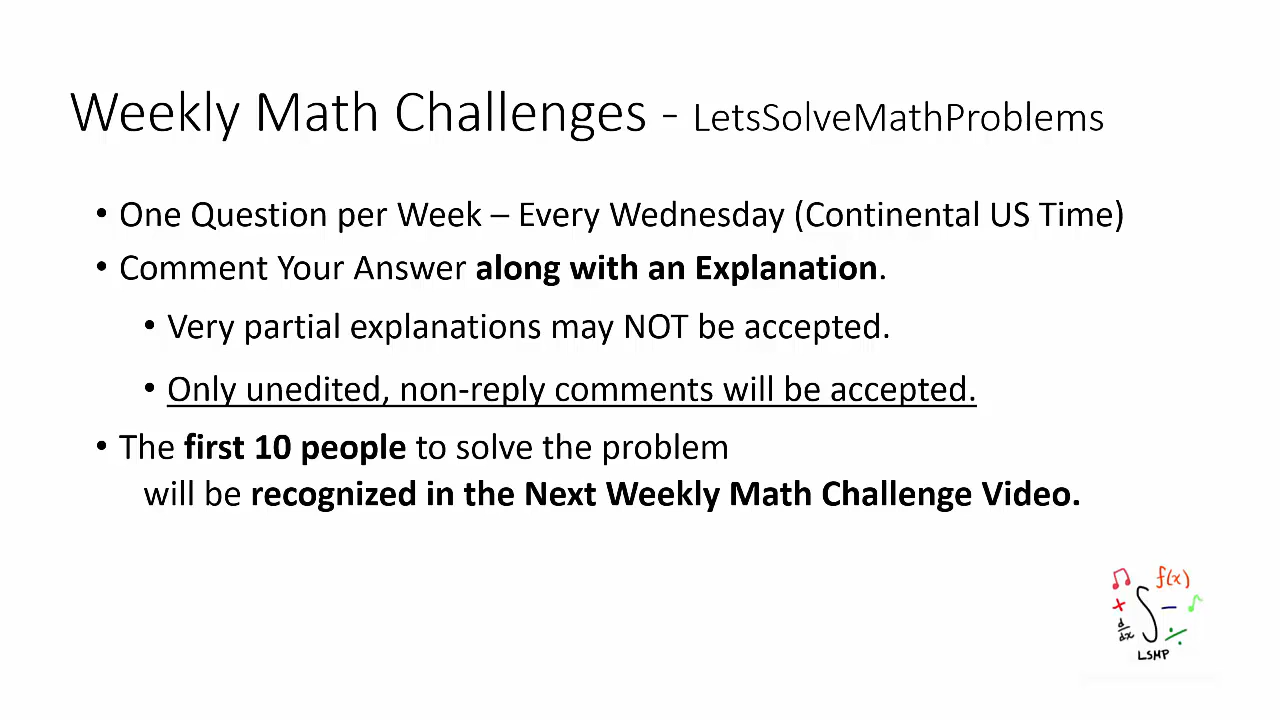 Weekly Math Challenges - LetsSolveMathProblems
• One Question per Week – Every Wednesday (Continental US Time)
• Comment Your Answer along with an Explanation.
• Very partial explanations may NOT be accepted.
• Only unedited, non-reply comments will be accepted.
• The first 10 people to solve the problem
will be recognized in the Next Weekly Math Challenge Video.
f(x)
+ ∫ –
d/dx ÷
LSMP